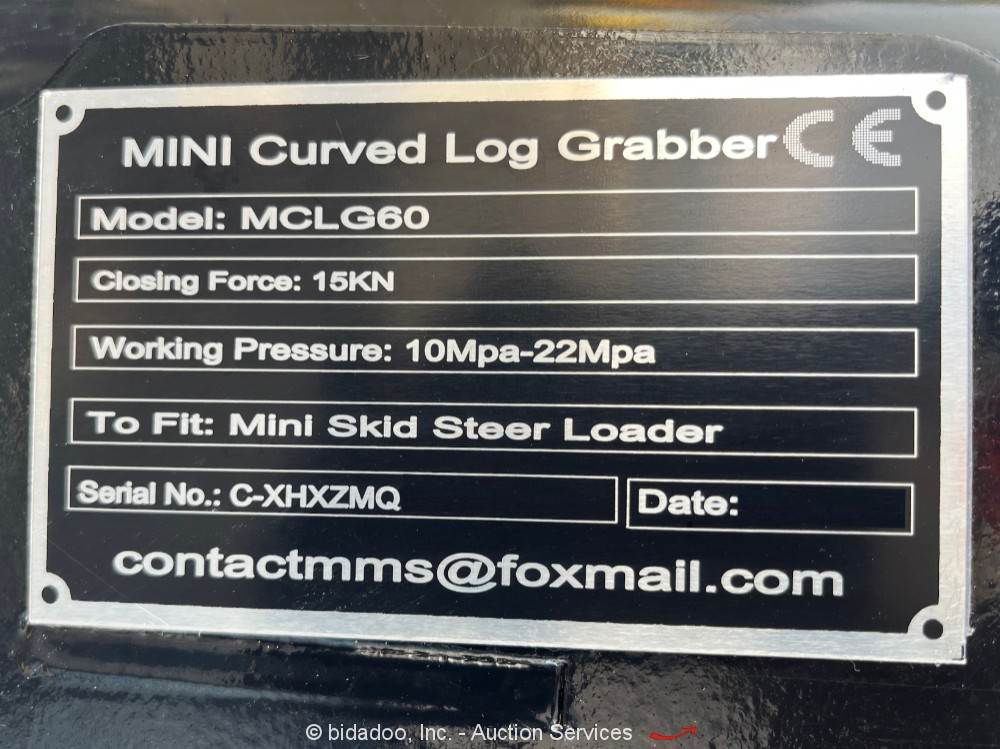 MINI Curved Log Grabber CE
Model: MCLG60
Closing Force: 15KN
Working Pressure: 10Mpa-22Mpa
To Fit: Mini Skid Steer Loader
Serial No.: C-XHXZMQ
Date:
contactmms@foxmail.com
© bidadoo, Inc. - Auction Services